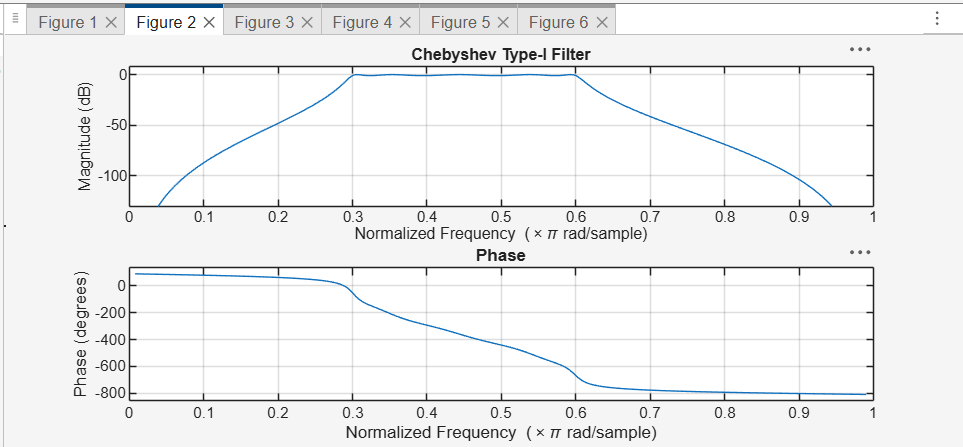 Figure 1 × Figure 2 × Figure 3 × Figure 4 × Figure 5 × Figure 6 ×
Chebyshev Type-I Filter
Magnitude (dB)
0
-50
-100
0 0.1 0.2 0.3 0.4 0.5 0.6 0.7 0.8 0.9 1
Normalized Frequency (× π rad/sample)
Phase
Phase (degrees)
0
-200
-400
-600
-800
0 0.1 0.2 0.3 0.4 0.5 0.6 0.7 0.8 0.9 1
Normalized Frequency (× π rad/sample)